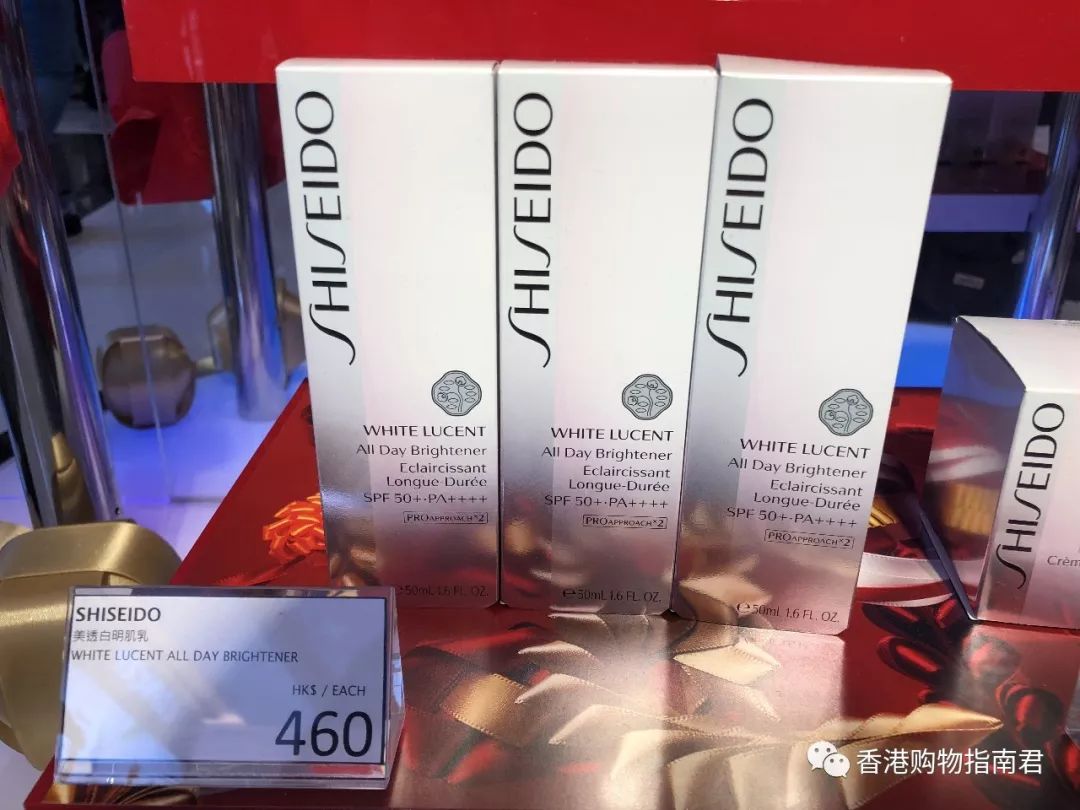 SHISEIDO
WHITE LUCENT
All Day Brightener
Eclaircissant
Longue-Durée
SPF 50+·PA++++
PROAPPROACH×2
℮50mL 1.6 FL. OZ.
SHISEIDO
WHITE LUCENT
All Day Brightener
Eclaircissant
Longue-Durée
SPF 50+·PA++++
PROAPPROACH×2
℮50mL 1.6 FL. OZ.
SHISEIDO
WHITE LUCENT
All Day Brightener
Eclaircissant
Longue-Durée
SPF 50+·PA++++
PROAPPROACH×2
℮50mL 1.6 FL. OZ.
SHISEIDO
Crèm
SHISEIDO
美透白明肌乳
WHITE LUCENT ALL DAY BRIGHTENER
HK$ / EACH
460
香港购物指南君